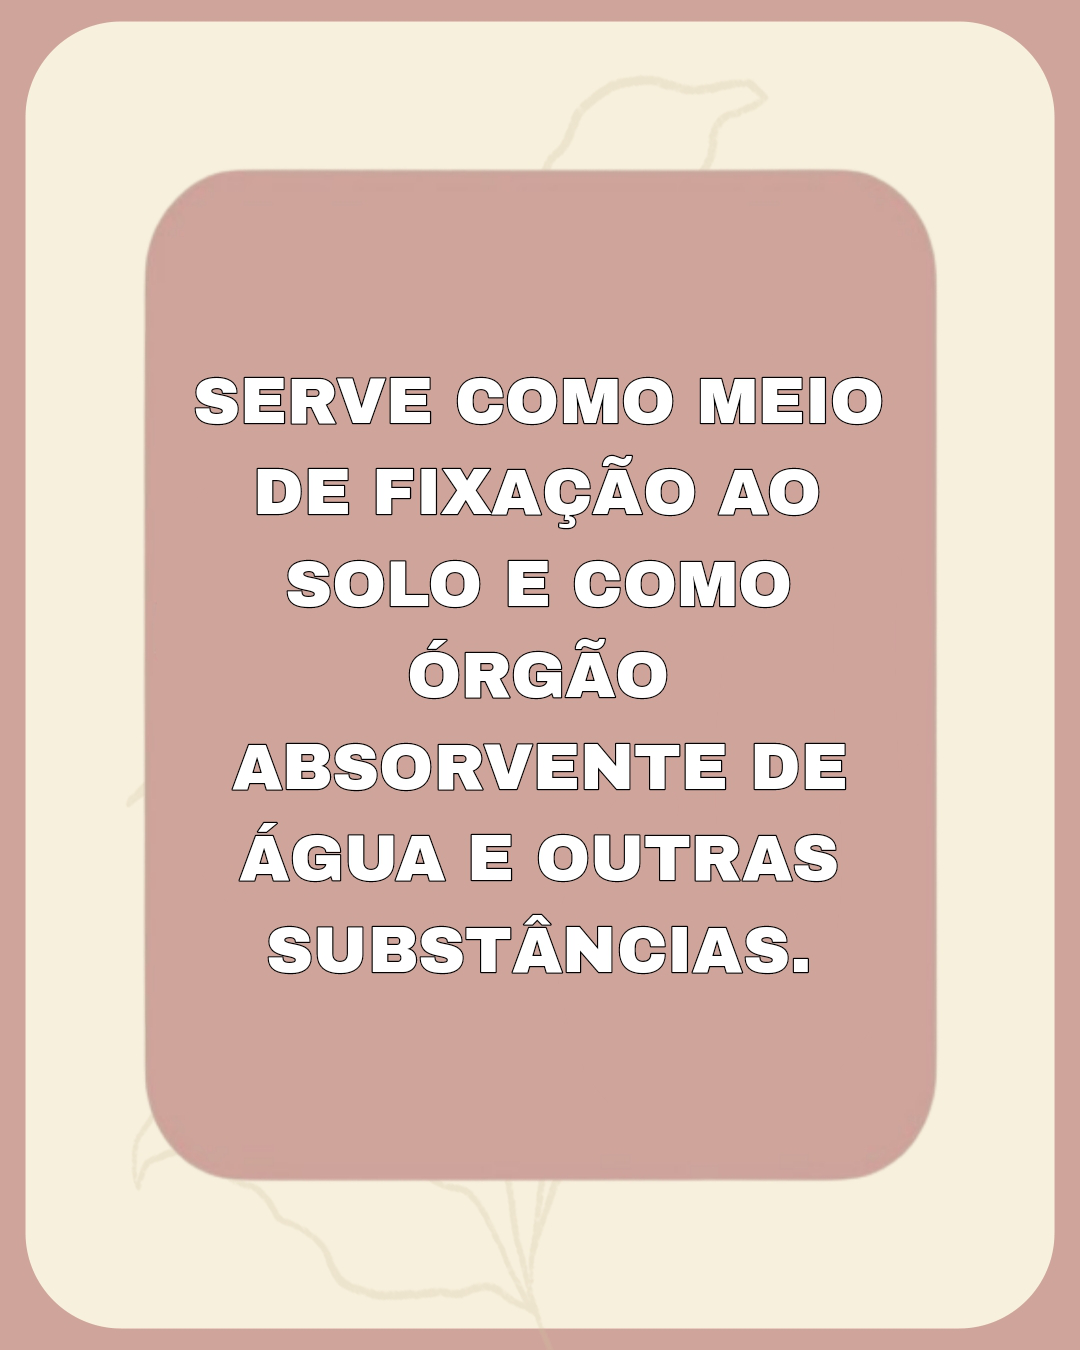 SERVE COMO MEIO
DE FIXAÇÃO AO
SOLO E COMO
ÓRGÃO
ABSORVENTE DE
ÁGUA E OUTRAS
SUBSTÂNCIAS.